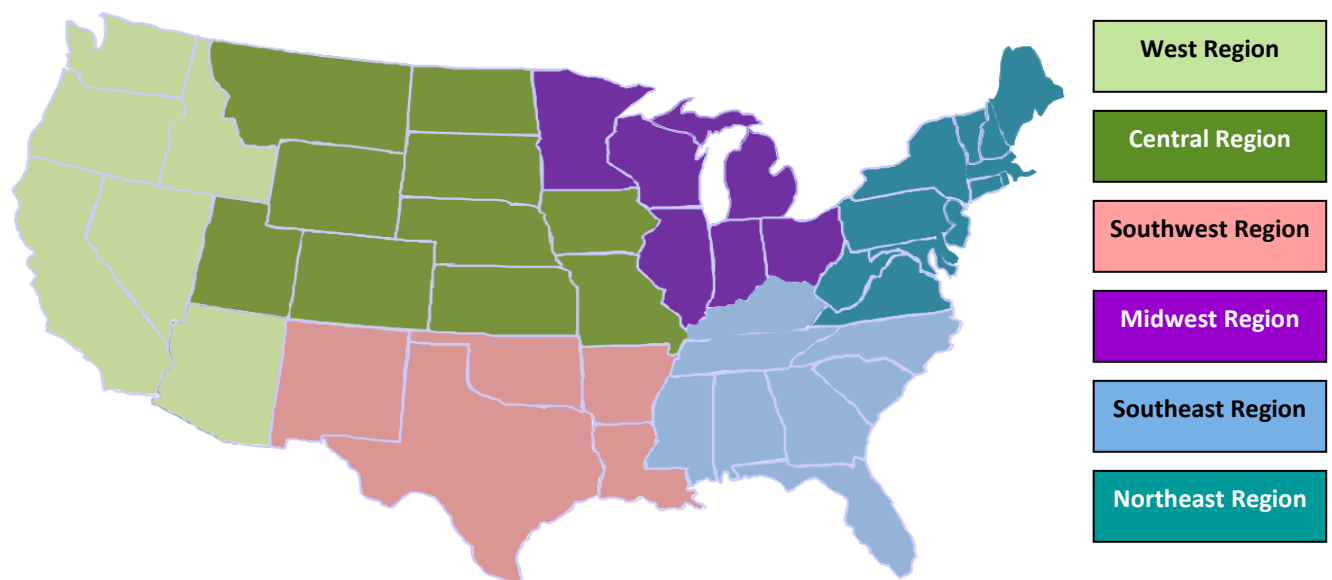 West Region
Central Region
Southwest Region
Midwest Region
Southeast Region
Northeast Region